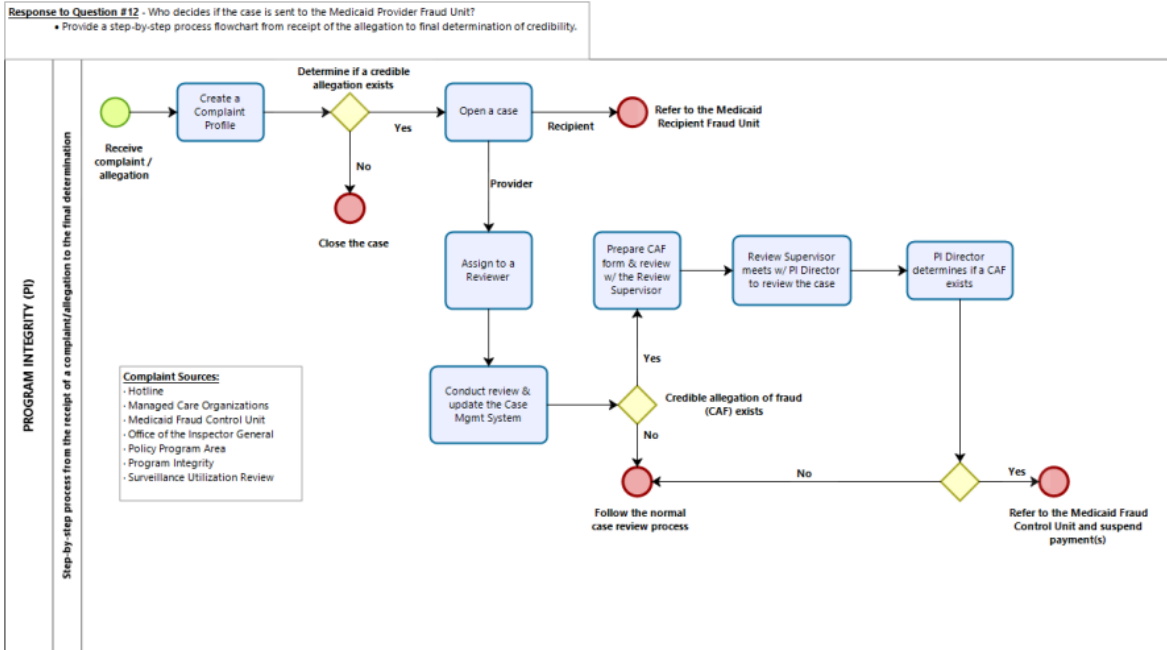 Response to Question #12 - Who decides if the case is sent to the Medicaid Provider Fraud Unit?
• Provide a step-by-step process flowchart from receipt of the allegation to final determination of credibility.
PROGRAM INTEGRITY (PI)
Step-by-step process from the receipt of a complaint/allegation to the final determination
Receive
complaint /
allegation
Create a
Complaint
Profile
Determine if a credible
allegation exists
Yes
No
Close the case
Open a case
Recipient
Refer to the Medicaid
Recipient Fraud Unit
Provider
Assign to a
Reviewer
Conduct review &
update the Case
Mgmt System
Credible allegation of fraud
(CAF) exists
Yes
No
Prepare CAF
form & review
w/ the Review
Supervisor
Review Supervisor
meets w/ PI Director
to review the case
PI Director
determines if a CAF
exists
No
Yes
Follow the normal
case review process
Refer to the Medicaid Fraud
Control Unit and suspend
payment(s)
Complaint Sources:
· Hotline
· Managed Care Organizations
· Medicaid Fraud Control Unit
· Office of the Inspector General
· Policy Program Area
· Program Integrity
· Surveillance Utilization Review